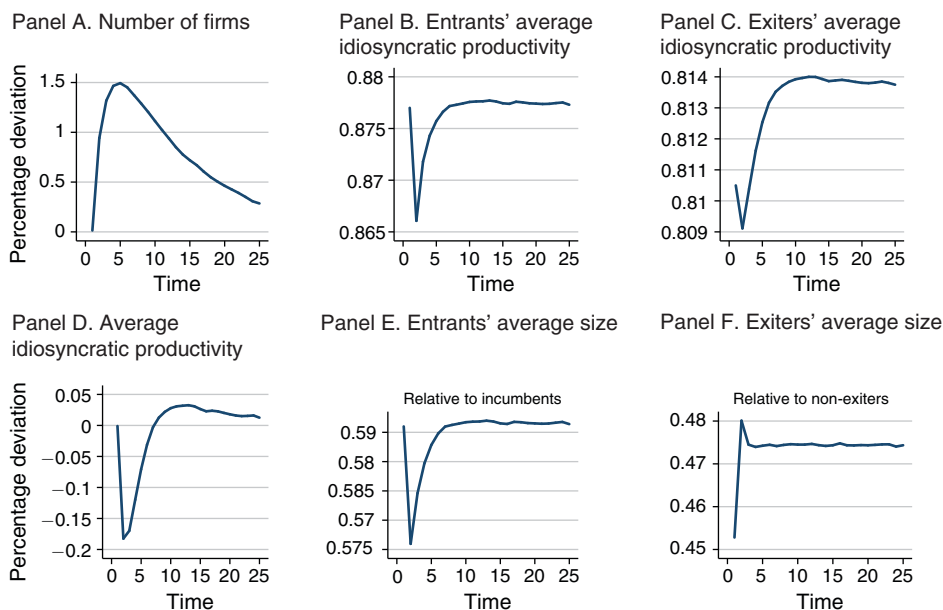 Panel A. Number of firms
Percentage deviation
1.5
1
0.5
0
0 5 10 15 20 25
Time
Panel B. Entrants' average
idiosyncratic productivity
0.88
0.875
0.87
0.865
0 5 10 15 20 25
Time
Panel C. Exiters' average
idiosyncratic productivity
0.814
0.813
0.812
0.811
0.81
0.809
0 5 10 15 20 25
Time
Panel D. Average
idiosyncratic productivity
Percentage deviation
0.05
0
−0.05
−0.1
−0.15
−0.2
0 5 10 15 20 25
Time
Panel E. Entrants' average size
Relative to incumbents
0.59
0.58
0.585
0.57
0.575
0 5 10 15 20 25
Time
Panel F. Exiters' average size
Relative to non-exiters
0.48
0.47
0.46
0.45
0 5 10 15 20 25
Time